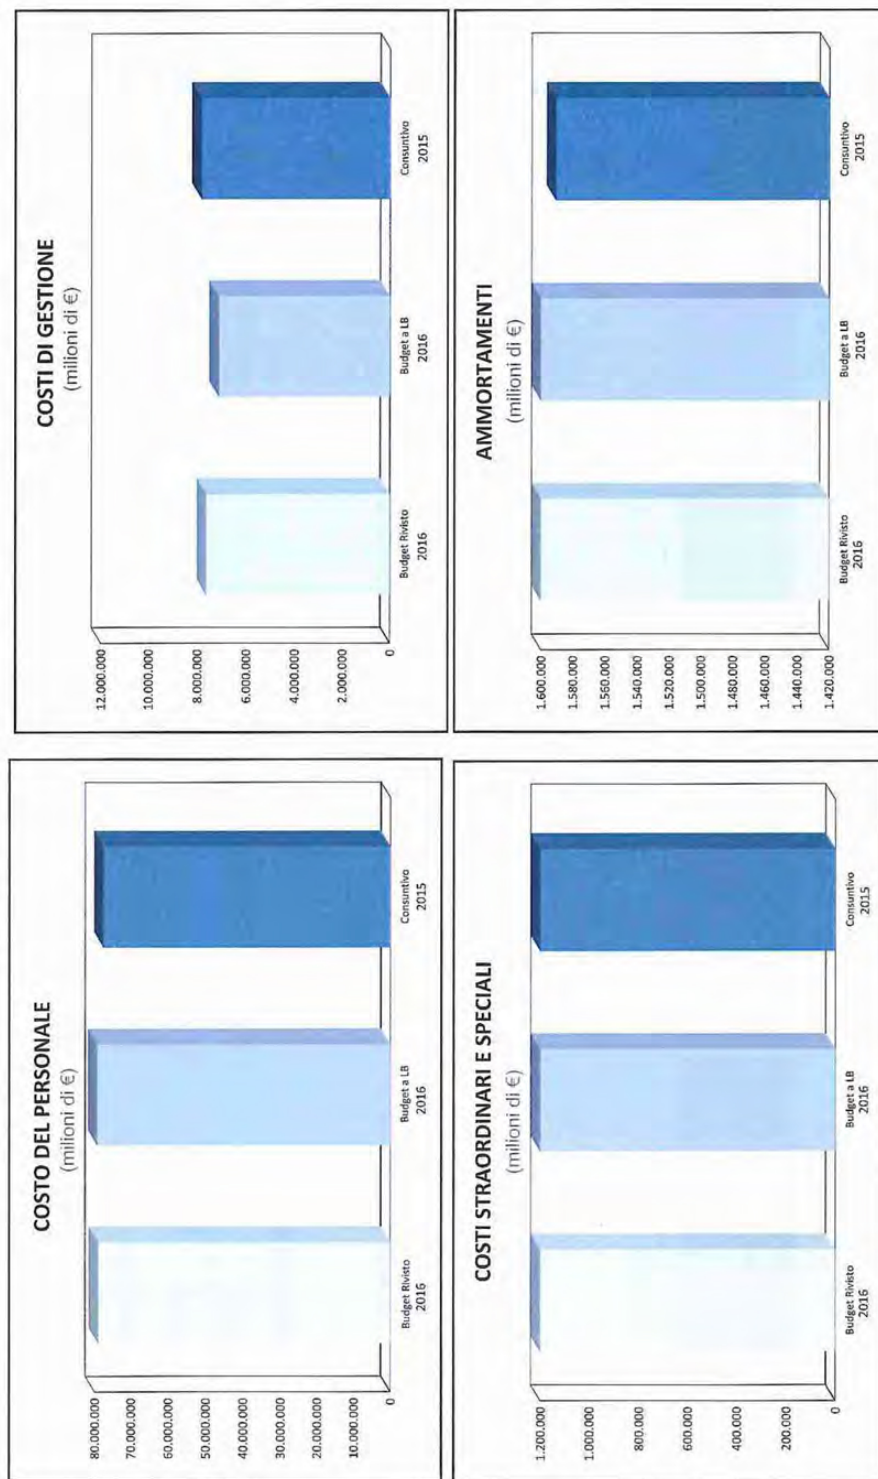 COSTO DEL PERSONALE
(milioni di €)
80.000.000
70.000.000
60.000.000
50.000.000
40.000.000
30.000.000
20.000.000
10.000.000
0
Budget Rivisto
2016
Budget a LB
2016
Consuntivo
2015
COSTI DI GESTIONE
(milioni di €)
12.000.000
10.000.000
8.000.000
6.000.000
4.000.000
2.000.000
0
Budget Rivisto
2016
Budget a LB
2016
Consuntivo
2015
COSTI STRAORDINARI E SPECIALI
(milioni di €)
1.200.000
1.000.000
800.000
600.000
400.000
200.000
0
Budget Rivisto
2016
Budget a LB
2016
Consuntivo
2015
AMMORTAMENTI
(milioni di €)
1.600.000
1.580.000
1.560.000
1.540.000
1.520.000
1.500.000
1.480.000
1.460.000
1.440.000
1.420.000
Budget Rivisto
2016
Budget a LB
2016
Consuntivo
2015